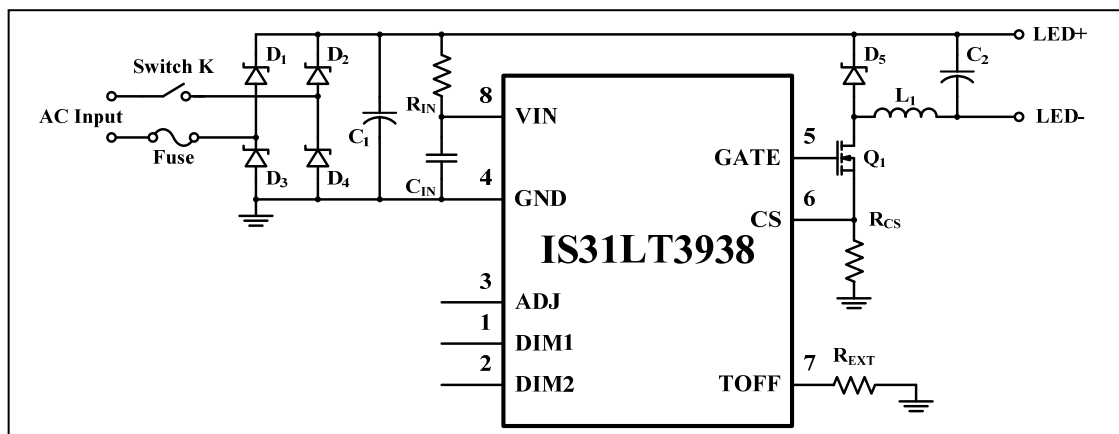 LED+
D1
D2
D5
C2
Switch K
RIN
8
VIN
L1
AC Input
C1
LED-
5
Fuse
GATE
Q1
D3
D4
CIN
4
GND
6
CS
RCS
IS31LT3938
3
ADJ
1
DIM1
2
DIM2
TOFF
7
REXT